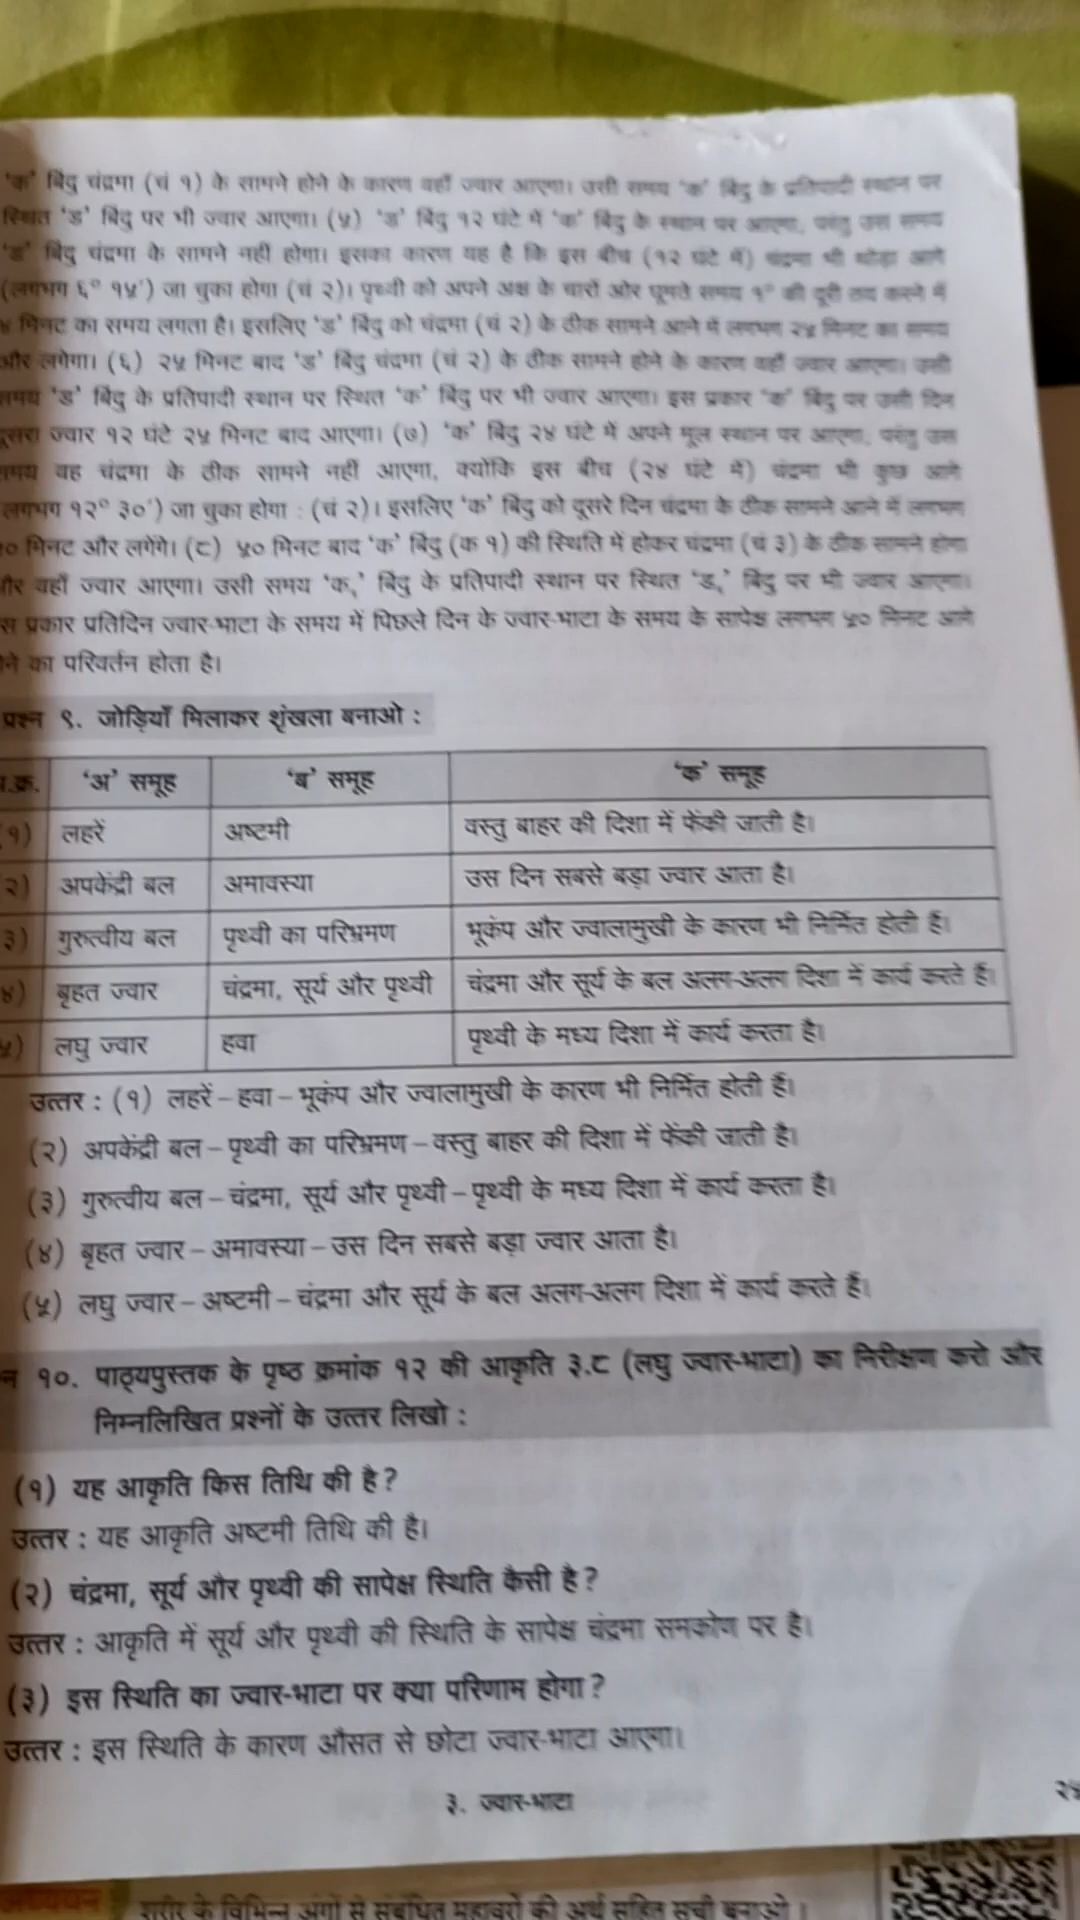 'क' बिंदु चंद्रमा (चं १) के सामने होने के कारण वहाँ ज्वार आएगा। उसी समय 'क' बिंदु के प्रतिपादी स्थान पर
स्थित 'ड' बिंदु पर भी ज्वार आएगा। (५) 'ड' बिंदु १२ घंटे में 'क' बिंदु के स्थान पर आएगा, परंतु उस समय
'ड' बिंदु चंद्रमा के सामने नहीं होगा। इसका कारण यह है कि इस बीच (१२ घंटे में) चंद्रमा भी थोड़ा आगे
(लगभग ६° १५′) जा चुका होगा (चं २)। पृथ्वी को अपने अक्ष के चारों ओर घूमते समय १° की दूरी तय करने में
४ मिनट का समय लगता है। इसलिए 'ड' बिंदु को चंद्रमा (चं २) के ठीक सामने आने में लगभग २५ मिनट का समय
और लगेगा। (६) २५ मिनट बाद 'ड' बिंदु चंद्रमा (चं २) के ठीक सामने होने के कारण वहाँ ज्वार आएगा। उसी
समय 'ड' बिंदु के प्रतिपादी स्थान पर स्थित 'क' बिंदु पर भी ज्वार आएगा। इस प्रकार 'क' बिंदु पर उसी दिन
दूसरा ज्वार १२ घंटे २५ मिनट बाद आएगा। (७) 'क' बिंदु २४ घंटे में अपने मूल स्थान पर आएगा, परंतु उस
समय वह चंद्रमा के ठीक सामने नहीं आएगा, क्योंकि इस बीच (२४ घंटे में) चंद्रमा भी कुछ आगे
लगभग १२° ३०′) जा चुका होगा : (चं २)। इसलिए 'क' बिंदु को दूसरे दिन चंद्रमा के ठीक सामने आने में लगभग
० मिनट और लगेंगे। (८) ५० मिनट बाद 'क' बिंदु (क १) की स्थिति में होकर चंद्रमा (चं ३) के ठीक सामने होगा
और वहाँ ज्वार आएगा। उसी समय 'क₁' बिंदु के प्रतिपादी स्थान पर स्थित 'ड₁' बिंदु पर भी ज्वार आएगा।
स प्रकार प्रतिदिन ज्वार-भाटा के समय में पिछले दिन के ज्वार-भाटा के समय के सापेक्ष लगभग ५० मिनट आगे
ने का परिवर्तन होता है।
प्रश्न ९. जोड़ियाँ मिलाकर शृंखला बनाओ :
.क्र. 'अ' समूह 'ब' समूह 'क' समूह
१) लहरें अष्टमी वस्तु बाहर की दिशा में फेंकी जाती है।
२) अपकेंद्री बल अमावस्या उस दिन सबसे बड़ा ज्वार आता है।
३) गुरुत्वीय बल पृथ्वी का परिभ्रमण भूकंप और ज्वालामुखी के कारण भी निर्मित होती हैं।
४) बृहत ज्वार चंद्रमा, सूर्य और पृथ्वी चंद्रमा और सूर्य के बल अलग-अलग दिशा में कार्य करते हैं।
५) लघु ज्वार हवा पृथ्वी के मध्य दिशा में कार्य करता है।
उत्तर : (१) लहरें – हवा – भूकंप और ज्वालामुखी के कारण भी निर्मित होती हैं।
(२) अपकेंद्री बल – पृथ्वी का परिभ्रमण – वस्तु बाहर की दिशा में फेंकी जाती है।
(३) गुरुत्वीय बल – चंद्रमा, सूर्य और पृथ्वी – पृथ्वी के मध्य दिशा में कार्य करता है।
(४) बृहत ज्वार – अमावस्या – उस दिन सबसे बड़ा ज्वार आता है।
(५) लघु ज्वार – अष्टमी – चंद्रमा और सूर्य के बल अलग-अलग दिशा में कार्य करते हैं।
न १०. पाठ्यपुस्तक के पृष्ठ क्रमांक १२ की आकृति ३.८ (लघु ज्वार-भाटा) का निरीक्षण करो और
निम्नलिखित प्रश्नों के उत्तर लिखो :
(१) यह आकृति किस तिथि की है?
उत्तर : यह आकृति अष्टमी तिथि की है।
(२) चंद्रमा, सूर्य और पृथ्वी की सापेक्ष स्थिति कैसी है?
उत्तर : आकृति में सूर्य और पृथ्वी की स्थिति के सापेक्ष चंद्रमा समकोण पर है।
(३) इस स्थिति का ज्वार-भाटा पर क्या परिणाम होगा?
उत्तर : इस स्थिति के कारण औसत से छोटा ज्वार-भाटा आएगा।
३. ज्वार-भाटा
शरीर के विभिन्न अंगों से संबंधित मुहावरों की अर्थ सहित सूची बनाओ।